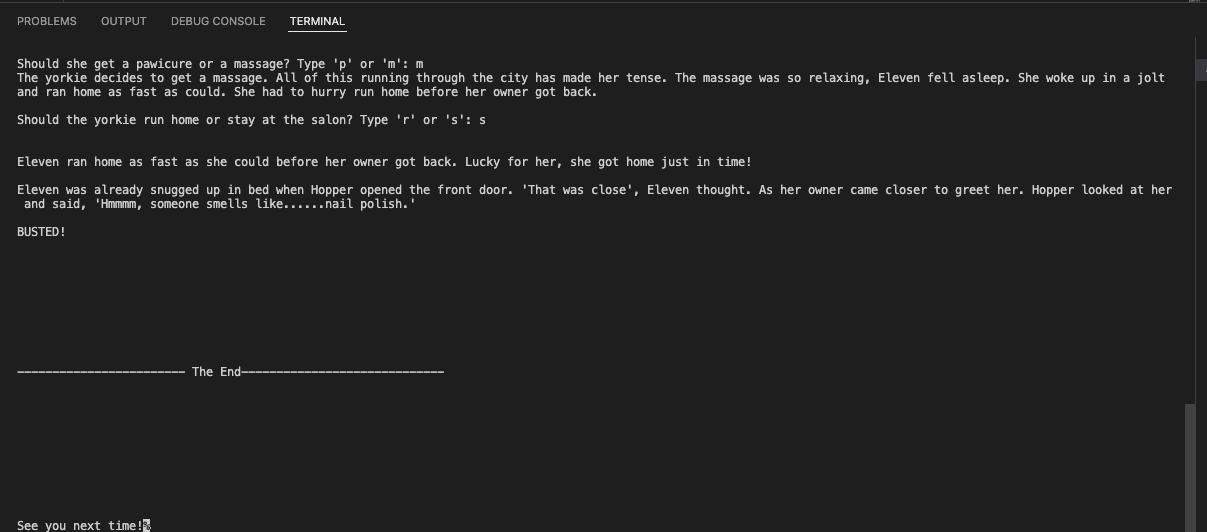 PROBLEMS OUTPUT DEBUG CONSOLE TERMINAL
Should she get a pawicure or a massage? Type 'p' or 'm': m
The yorkie decides to get a massage. All of this running through the city has made her tense. The massage was so relaxing, Eleven fell asleep. She woke up in a jolt
and ran home as fast as could. She had to hurry run home before her owner got back.
Should the yorkie run home or stay at the salon? Type 'r' or 's': s
Eleven ran home as fast as she could before her owner got back. Lucky for her, she got home just in time!
Eleven was already snugged up in bed when Hopper opened the front door. 'That was close', Eleven thought. As her owner came closer to greet her. Hopper looked at her
and said, 'Hmmmm, someone smells like......nail polish.'
BUSTED!
------------------------ The End-----------------------------
See you next time!%